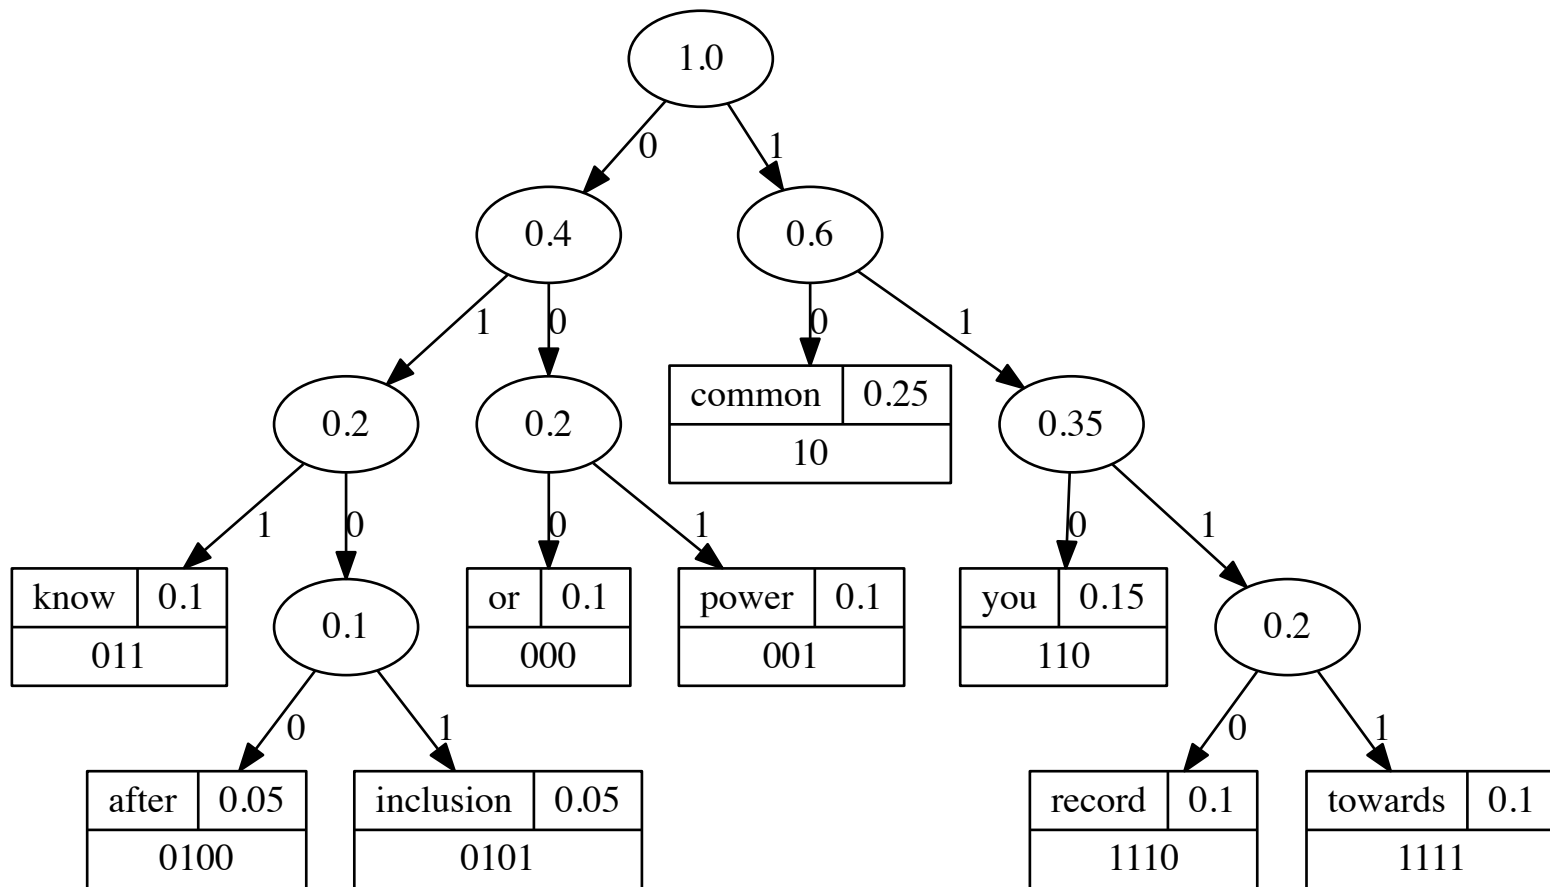 1.0
0 1
0.4 0.6
1 0 0 1
0.2 0.2 common 0.25 0.35
10
1 0 0 1 0 1
know 0.1 0.1 or 0.1 power 0.1 you 0.15 0.2
011 000 001 110
0 1 0 1
after 0.05 inclusion 0.05 record 0.1 towards 0.1
0100 0101 1110 1111